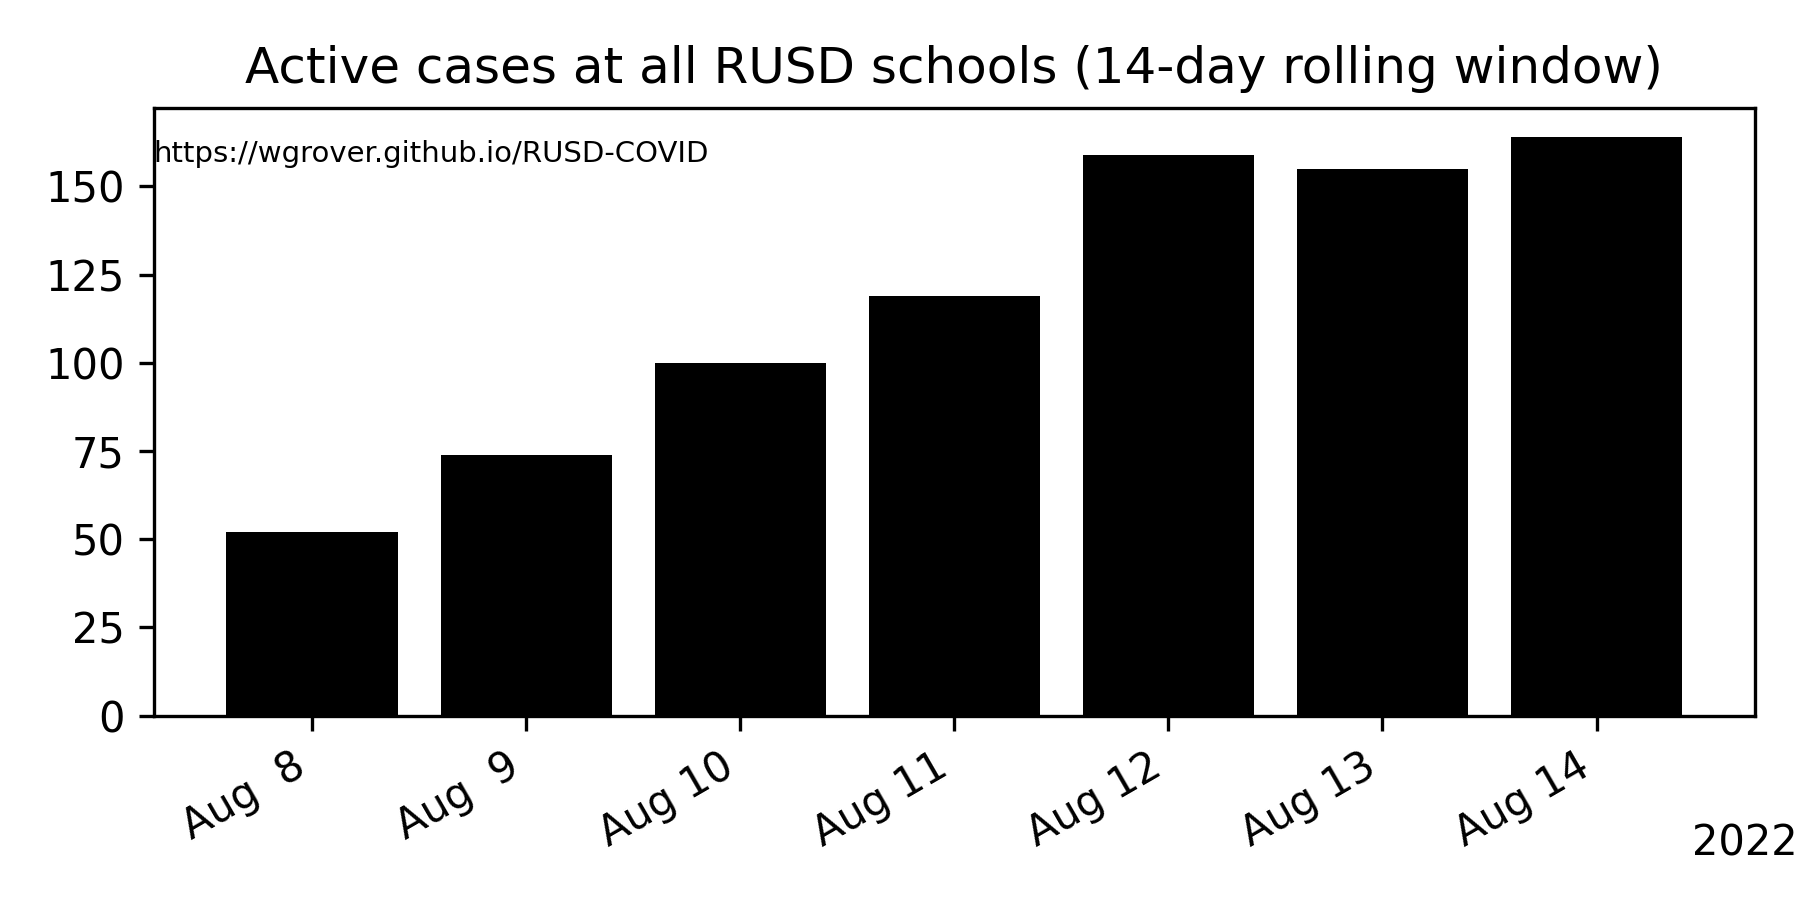 Active cases at all RUSD schools (14-day rolling window)
https://wgrover.github.io/RUSD-COVID
150
125
100
75
50
25
0
Aug 8
Aug 9
Aug 10
Aug 11
Aug 12
Aug 13
Aug 14
2022